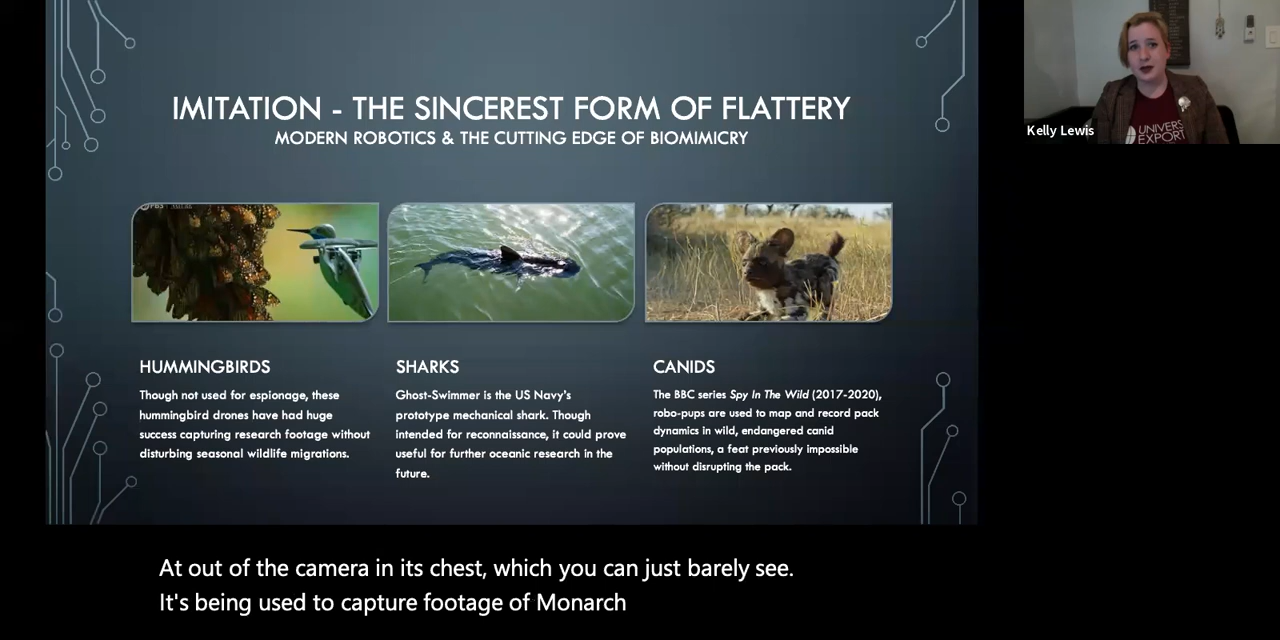 IMITATION - THE SINCEREST FORM OF FLATTERY
MODERN ROBOTICS & THE CUTTING EDGE OF BIOMIMICRY
Kelly Lewis
UNIVERS
EXPORT
PBS
HUMMINGBIRDS
Though not used for espionage, these
hummingbird drones have had huge
success capturing research footage without
disturbing seasonal wildlife migrations.
SHARKS
Ghost-Swimmer is the US Navy's
prototype mechanical shark. Though
intended for reconnaissance, it could prove
useful for further oceanic research in the
future.
CANIDS
The BBC series Spy In The Wild (2017-2020),
robo-pups are used to map and record pack
dynamics in wild, endangered canid
populations, a feat previously impossible
without disrupting the pack.
At out of the camera in its chest, which you can just barely see.
It's being used to capture footage of Monarch